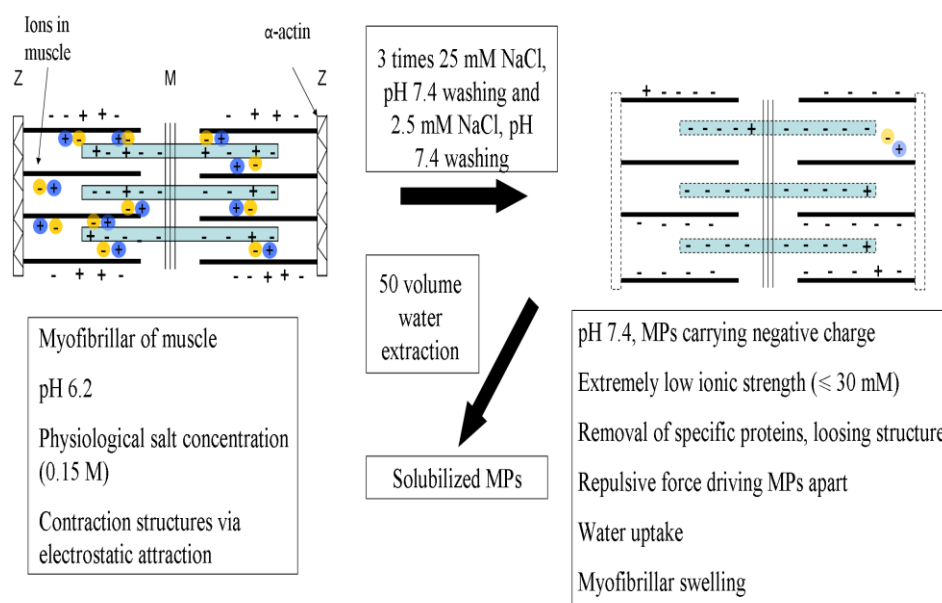 Ions in
muscle
α-actin
Z
M
Z
3 times 25 mM NaCl,
pH 7.4 washing and
2.5 mM NaCl, pH
7.4 washing
50 volume
water
extraction
Solubilized MPs
Myofibrillar of muscle
pH 6.2
Physiological salt concentration
(0.15 M)
Contraction structures via
electrostatic attraction
pH 7.4, MPs carrying negative charge
Extremely low ionic strength (⩽ 30 mM)
Removal of specific proteins, loosing structure
Repulsive force driving MPs apart
Water uptake
Myofibrillar swelling